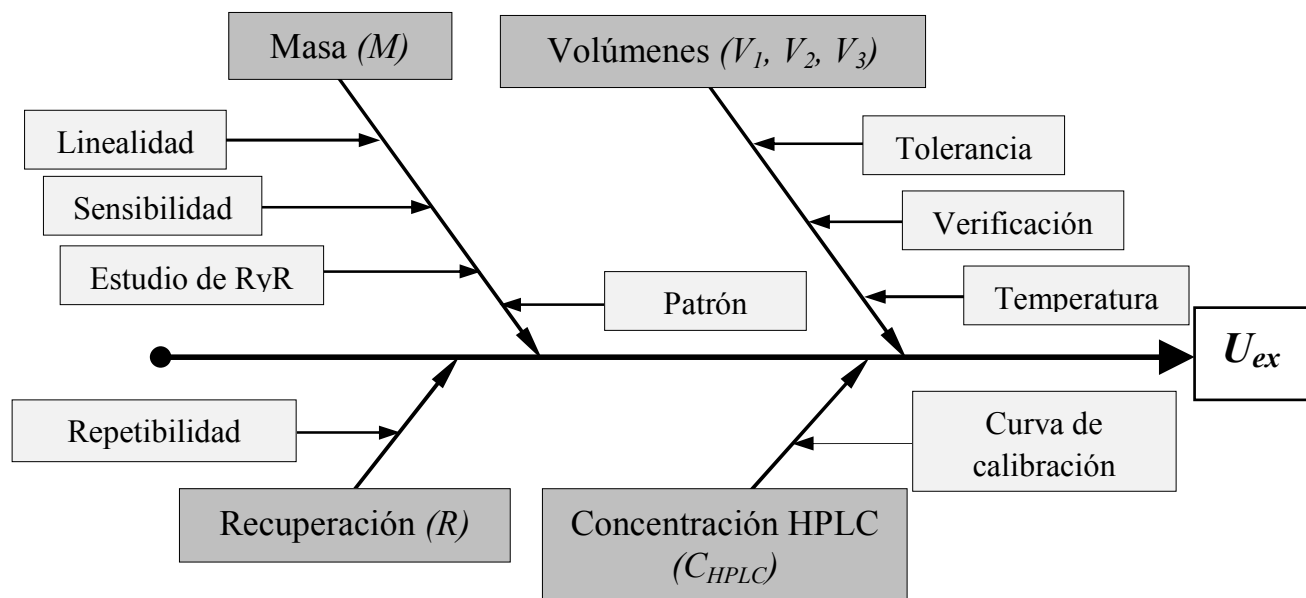 Masa (M)
Volúmenes (V1, V2, V3)
Linealidad
Tolerancia
Sensibilidad
Verificación
Estudio de RyR
Patrón
Temperatura
Uex
Repetibilidad
Curva de
calibración
Recuperación (R)
Concentración HPLC
(CHPLC)